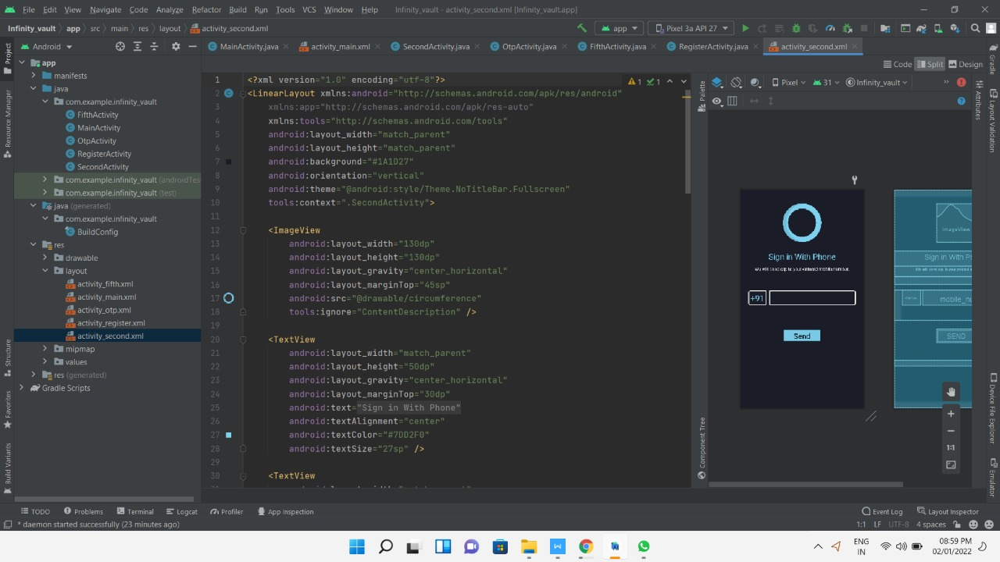 File Edit View Navigate Code Analyze Refactor Build Run Tools VCS Window Help Infinity_vault - activity_second.xml [Infinity_vault.app]
Infinity_vault app src main res layout activity_second.xml app Pixel 3a API 27
Android MainActivity.java activity_main.xml SecondActivity.java OtpActivity.java FifthActivity.java RegisterActivity.java activity_second.xml
Code Split Design
Pixel 31 Infinity_vault
Project
Resource Manager
Structure
Favorites
Build Variants
app
manifests
java
com.example.infinity_vault
FifthActivity
MainActivity
OtpActivity
RegisterActivity
SecondActivity
com.example.infinity_vault (androidTes
com.example.infinity_vault (test)
java (generated)
com.example.infinity_vault
BuildConfig
res
drawable
layout
activity_fifth.xml
activity_main.xml
activity_otp.xml
activity_register.xml
activity_second.xml
mipmap
values
res (generated)
Gradle Scripts
1 <?xml version="1.0" encoding="utf-8"?> 1 1
2 <LinearLayout xmlns:android="http://schemas.android.com/apk/res/android"
3 xmlns:app="http://schemas.android.com/apk/res-auto"
4 xmlns:tools="http://schemas.android.com/tools"
5 android:layout_width="match_parent"
6 android:layout_height="match_parent"
7 android:background="#1A1D27"
8 android:orientation="vertical"
9 android:theme="@android:style/Theme.NoTitleBar.Fullscreen"
10 tools:context=".SecondActivity">
11
12 <ImageView
13 android:layout_width="130dp"
14 android:layout_height="130dp"
15 android:layout_gravity="center_horizontal"
16 android:layout_marginTop="45sp"
17 android:src="@drawable/circumference"
18 tools:ignore="ContentDescription" />
19
20 <TextView
21 android:layout_width="match_parent"
22 android:layout_height="50dp"
23 android:layout_gravity="center_horizontal"
24 android:layout_marginTop="30dp"
25 android:text="Sign in With Phone"
26 android:textAlignment="center"
27 android:textColor="#7DD2F0"
28 android:textSize="27sp" />
29
30 <TextView
Palette
Component Tree
Sign in With Phone
We will send otp to your entered mobile number.
+91
Send
ImageView
Sign in With P
mobile_nu
SEND
1:1
Gradle
Attributes
Layout Validation
Device File Explorer
Emulator
TODO Problems Terminal Logcat Profiler App Inspection Event Log Layout Inspector
* daemon started successfully (23 minutes ago) 1:1 LF UTF-8 4 spaces
ENG
IN
08:59 PM
02/01/2022